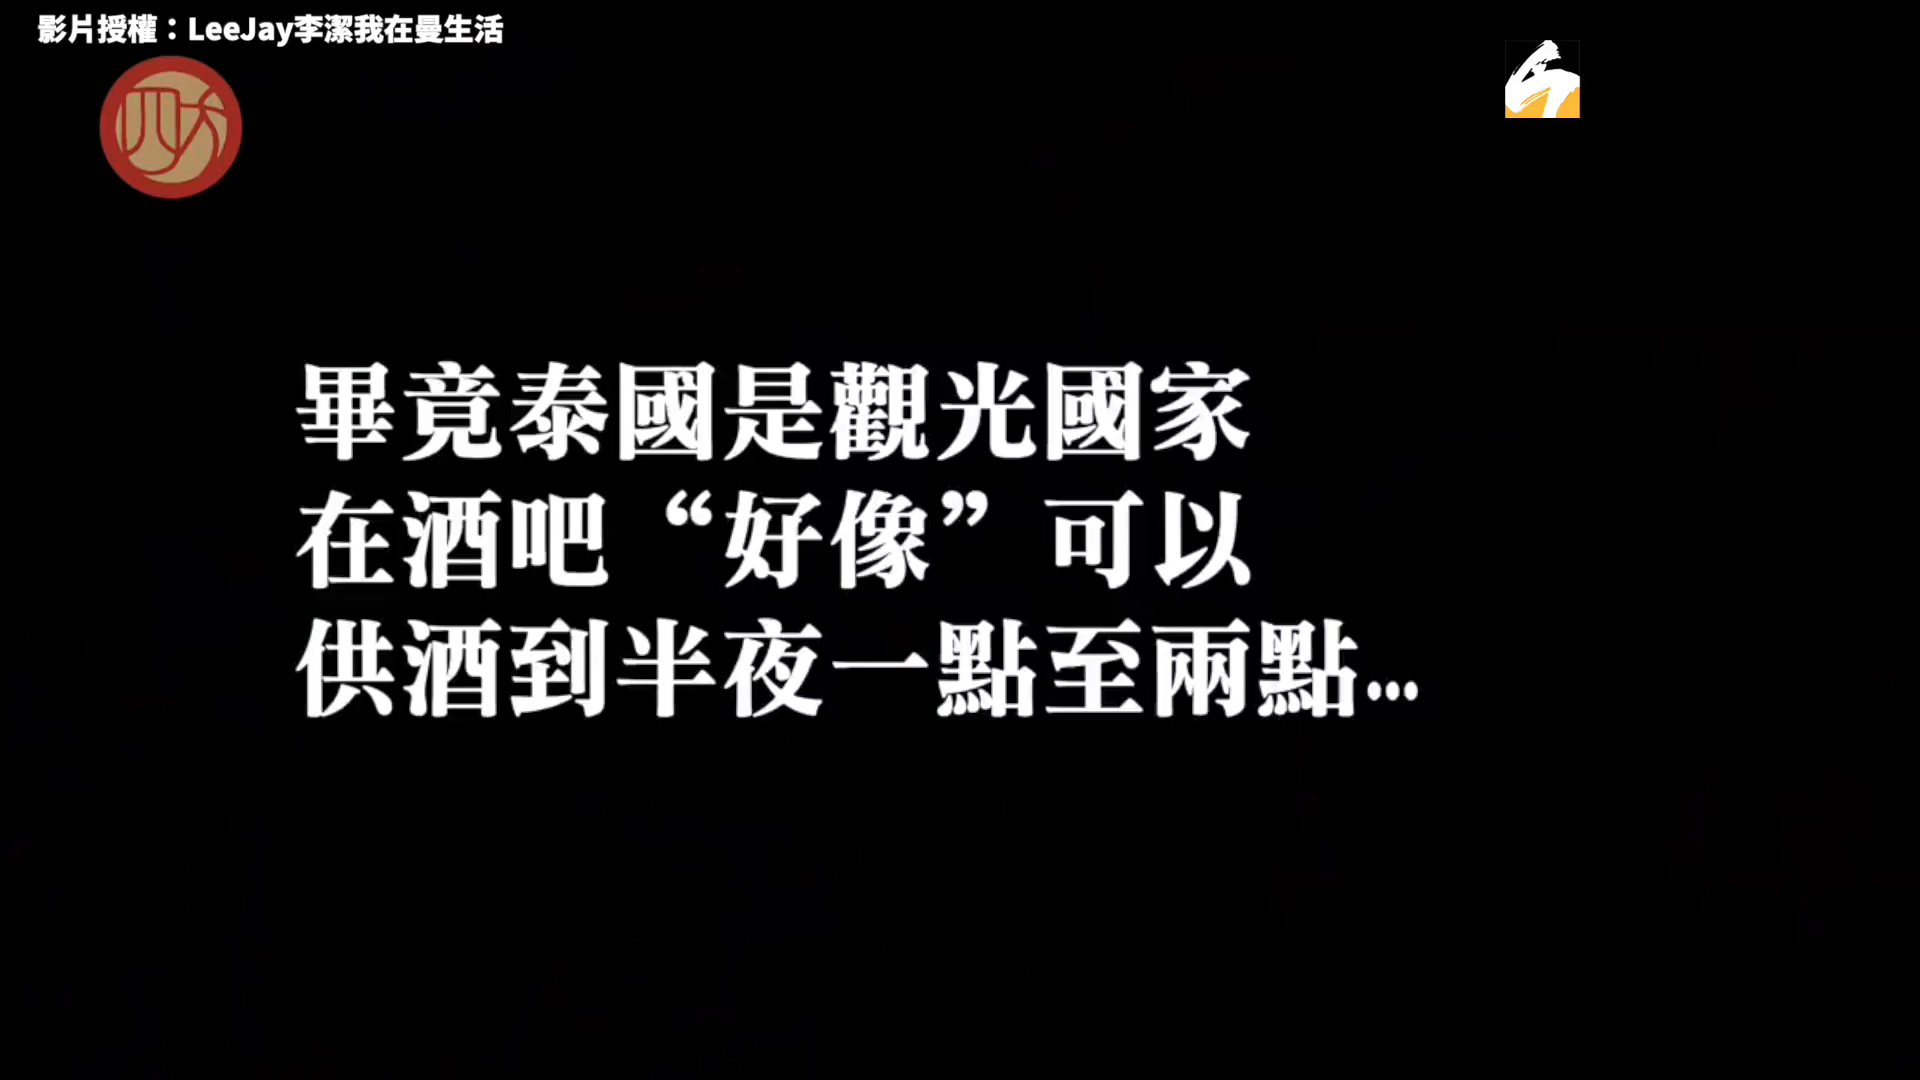 影片授權：LeeJay李潔我在曼生活
畢竟泰國是觀光國家
在酒吧“好像”可以
供酒到半夜一點至兩點...